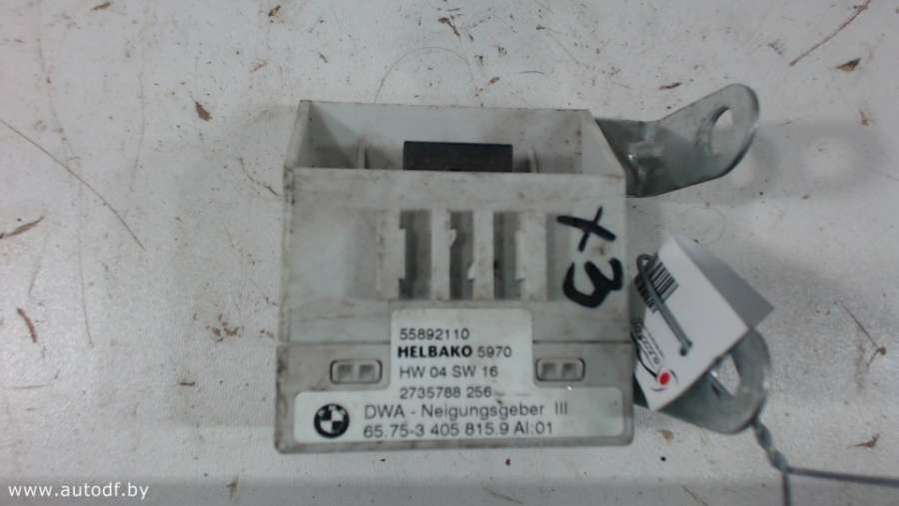 X3
55892110
HELBAKO 5970
HW 04 SW 16
2735788 256
DWA - Neigungsgeber III
65.75-3 405 815.9 AI:01
www.autodf.by